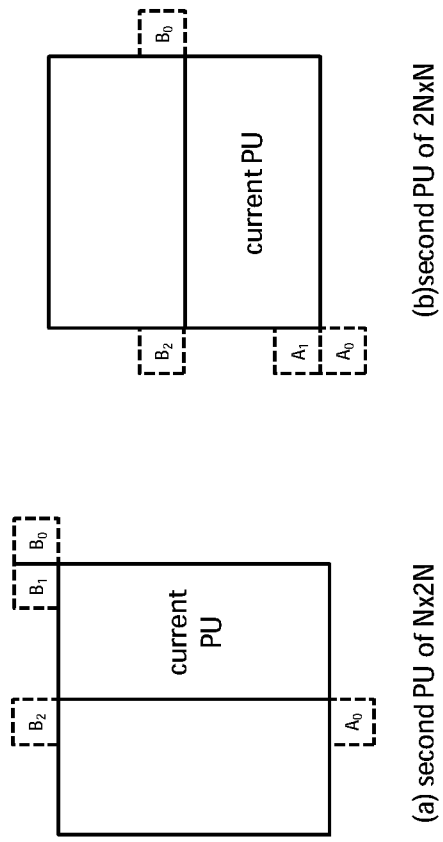 B₂ B₁ B₀
current
PU
A₀
(a) second PU of Nx2N
B₂ B₀
current PU
A₁
A₀
(b)second PU of 2NxN